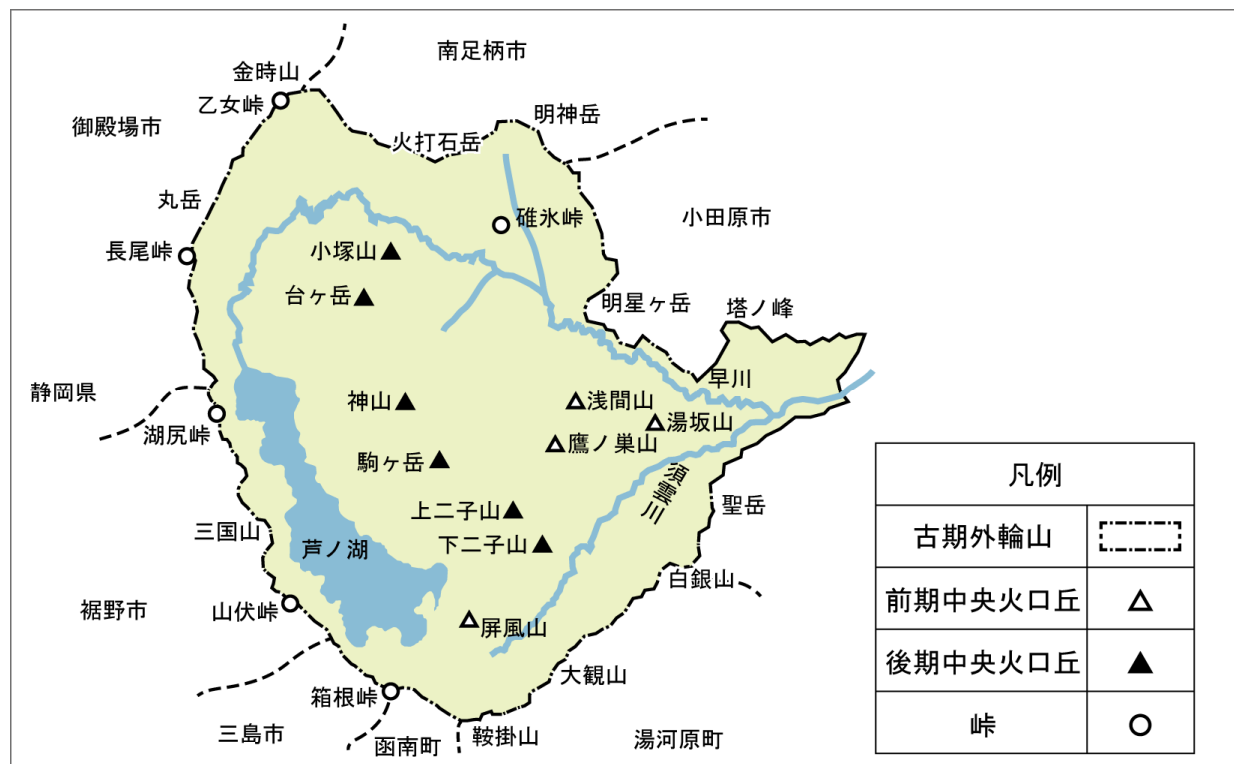 南足柄市
金時山
乙女峠
御殿場市
火打石岳
明神岳
丸岳
碓氷峠
小田原市
長尾峠
小塚山
台ヶ岳
明星ヶ岳
塔ノ峰
静岡県
早川
神山
浅間山
湯坂山
湖尻峠
鷹ノ巣山
駒ヶ岳
須雲川
聖岳
上二子山
三国山
芦ノ湖
下二子山
白銀山
裾野市
山伏峠
屏風山
大観山
箱根峠
三島市
函南町
鞍掛山
湯河原町
凡例
古期外輪山
前期中央火口丘
後期中央火口丘
峠